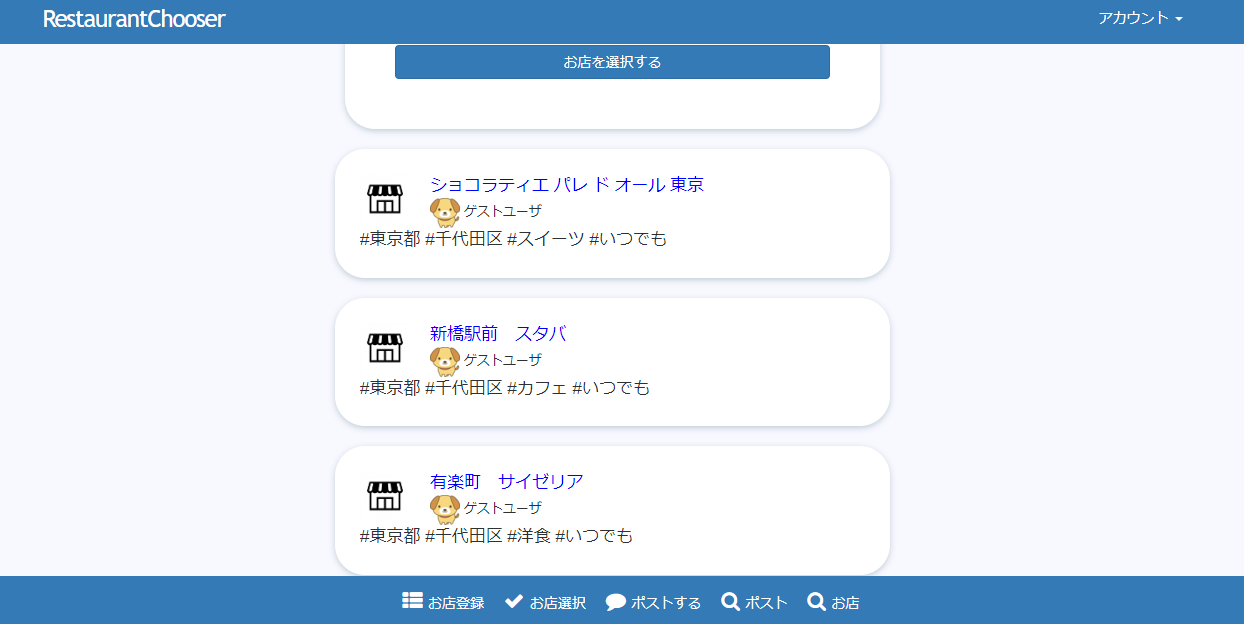 RestaurantChooser
アカウント
お店を選択する
ショコラティエ パレ ド オール 東京
ゲストユーザ
#東京都 #千代田区 #スイーツ #いつでも
新橋駅前　スタバ
ゲストユーザ
#東京都 #千代田区 #カフェ #いつでも
有楽町　サイゼリア
ゲストユーザ
#東京都 #千代田区 #洋食 #いつでも
お店登録 お店選択 ポストする ポスト お店